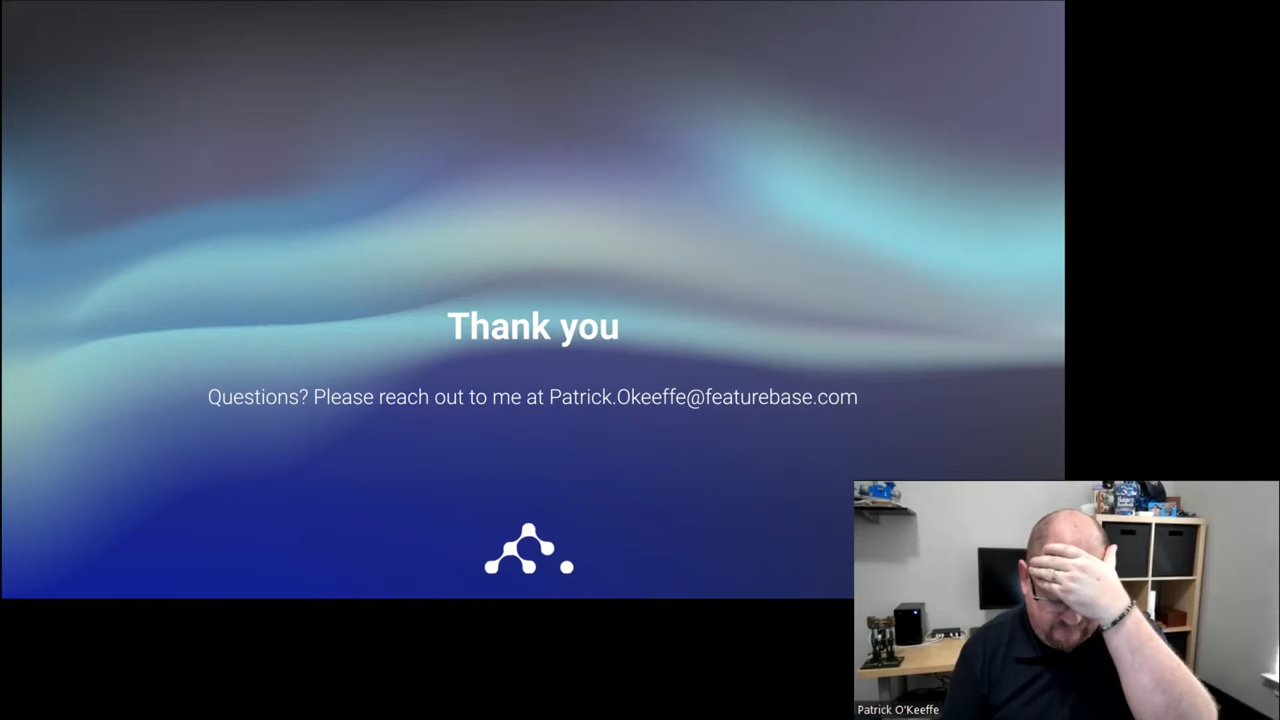 Thank you
Questions? Please reach out to me at Patrick.Okeeffe@featurebase.com
Patrick O'Keeffe